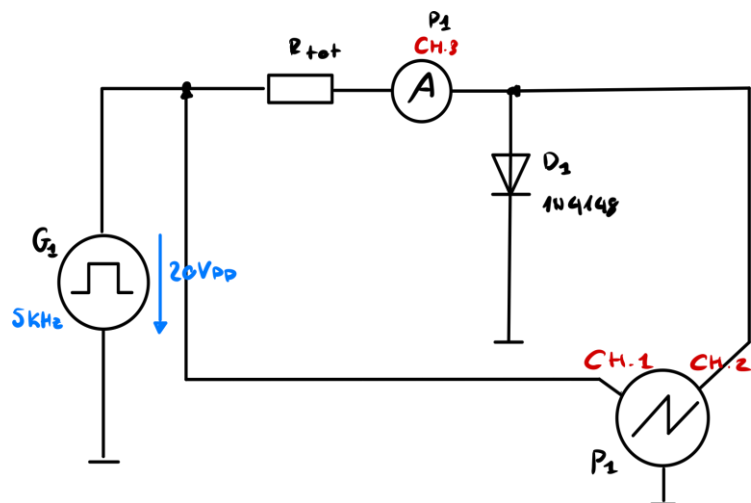 P1
CH.3
Rtot
A
D1
1N4148
G1
20Vpp
5KHz
CH.1
CH.2
P1